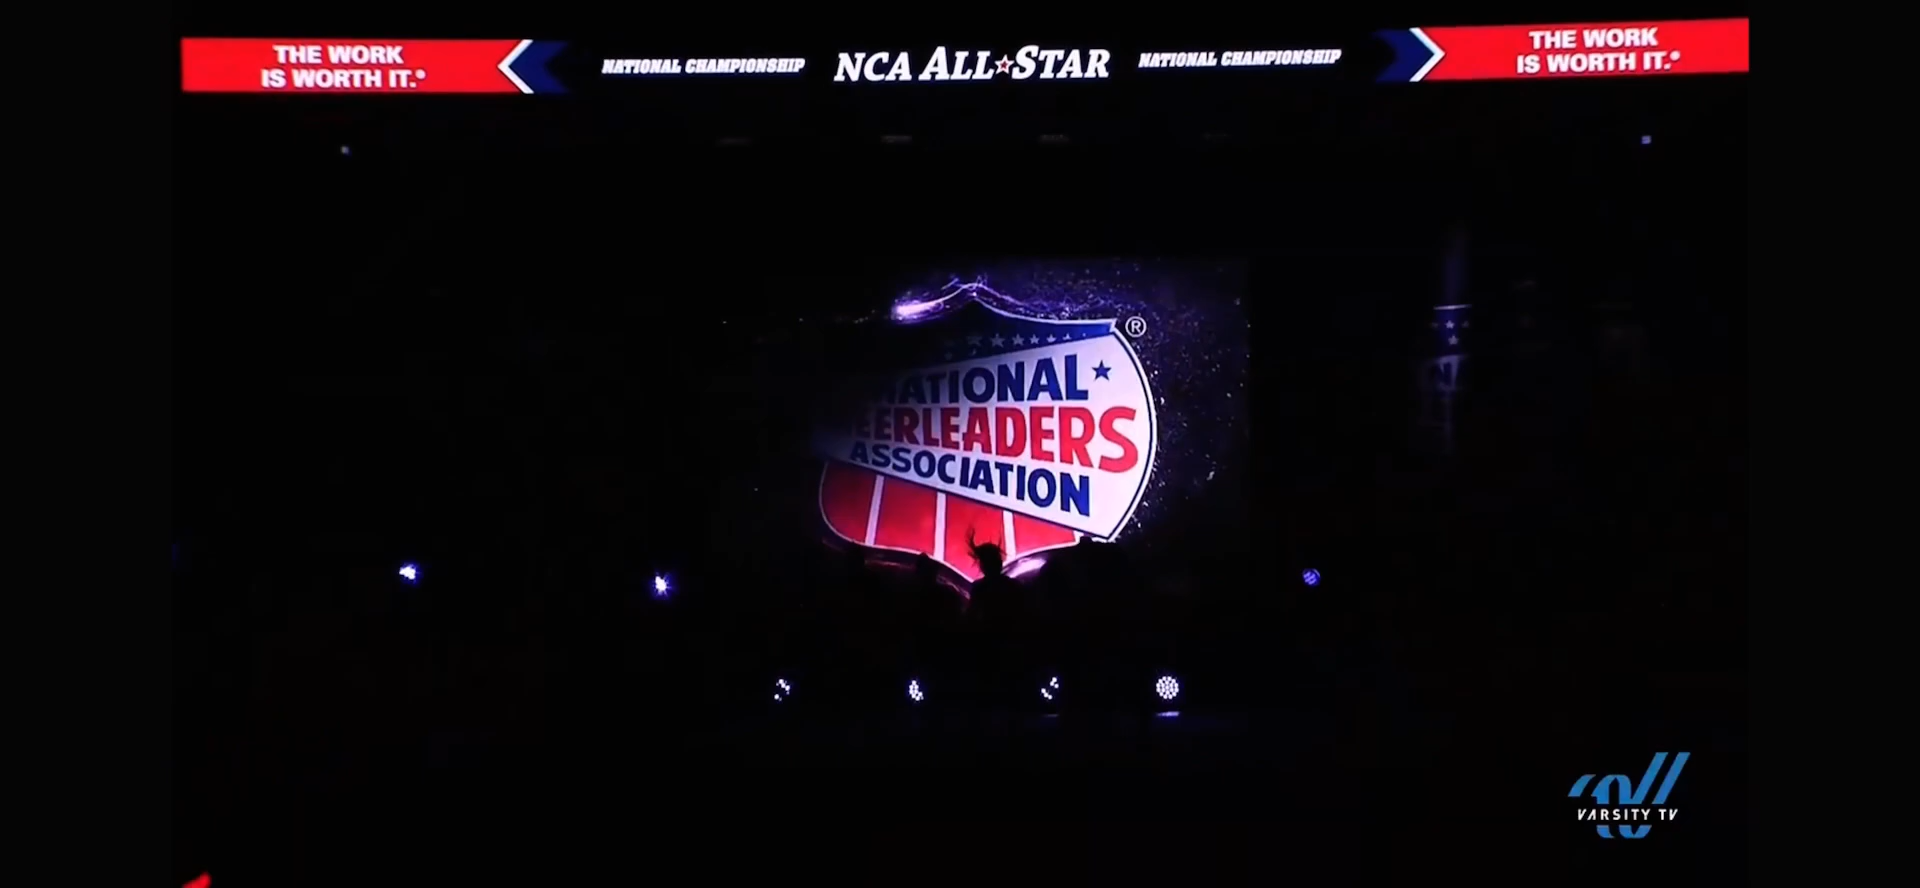 THE WORK
IS WORTH IT.®
NATIONAL CHAMPIONSHIP
NCA ALL★STAR
NATIONAL CHAMPIONSHIP
THE WORK
IS WORTH IT.®
®
NATIONAL
EERLEADERS
ASSOCIATION
N
VARSITY TV